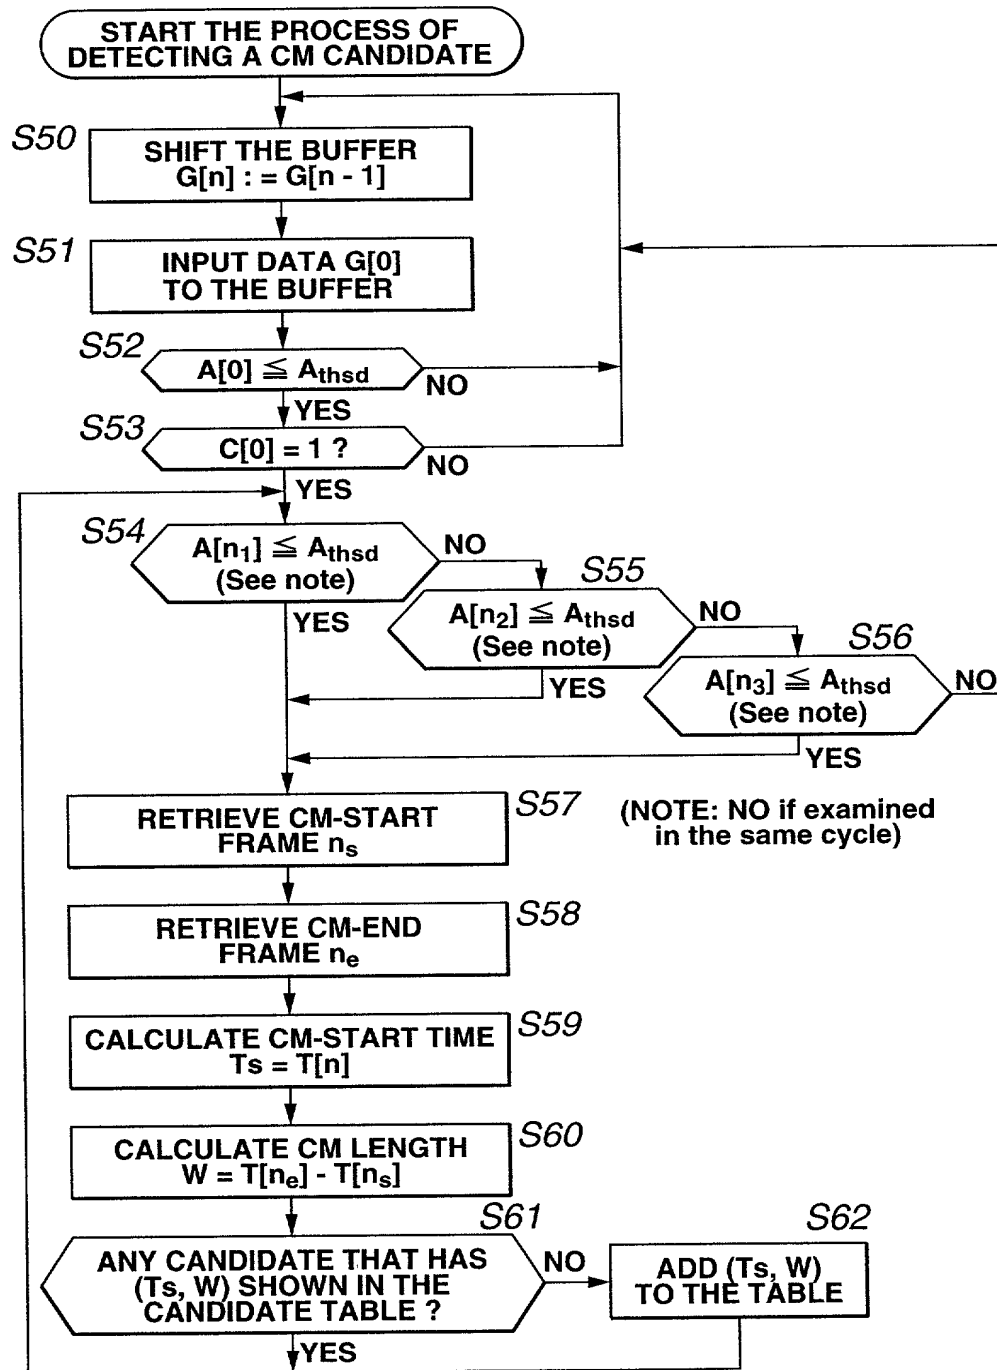 START THE PROCESS OF
DETECTING A CM CANDIDATE
S50
SHIFT THE BUFFER
G[n] : = G[n - 1]
S51
INPUT DATA G[0]
TO THE BUFFER
S52
A[0] ≦ Athsd
NO
YES
S53
C[0] = 1 ?
NO
YES
S54
A[n1] ≦ Athsd
(See note)
NO
YES
S55
A[n2] ≦ Athsd
(See note)
NO
YES
S56
A[n3] ≦ Athsd
(See note)
NO
YES
S57
RETRIEVE CM-START
FRAME ns
(NOTE: NO if examined
in the same cycle)
S58
RETRIEVE CM-END
FRAME ne
S59
CALCULATE CM-START TIME
Ts = T[n]
S60
CALCULATE CM LENGTH
W = T[ne] - T[ns]
S61
ANY CANDIDATE THAT HAS
(Ts, W) SHOWN IN THE
CANDIDATE TABLE ?
NO
YES
S62
ADD (Ts, W)
TO THE TABLE